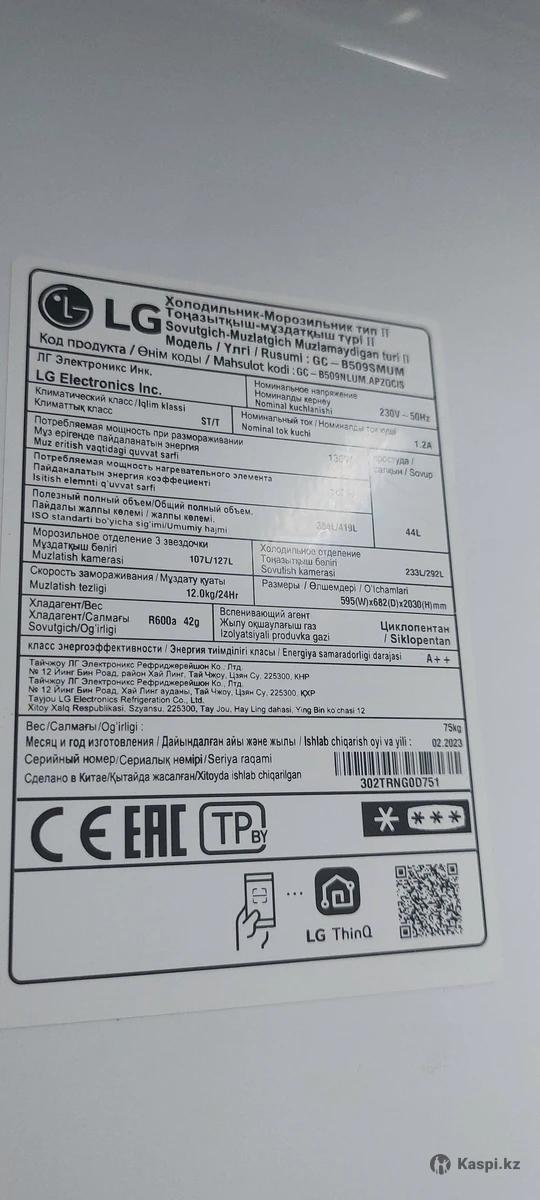 LG
Холодильник-Морозильник тип II
Тоңазытқыш-мұздатқыш түрі II
Sovutgich-Muzlatgich Muzlamaydigan turi II
Модель / Үлгі / Rusumi : GC-B509SMUM
Код продукта / Өнім коды / Mahsulot kodi : GC-B509NLUM.APZQCIS
ЛГ Электроникс Инк.
LG Electronics Inc.
Номинальное напряжение
Номиналды кернеу
Nominal kuchlanishi
230V~50Hz
Климатический класс/Iqlim klassi
Климаттық класс
ST/T
Номинальный ток / Номиналды ток күші
Nominal tok kuchi
1.2A
Потребляемая мощность при размораживании
Мұз ерігенде пайдаланатын энергия
Muz eritish vaqtidagi quvvat sarfi
Потребляемая мощность нагревательного элемента
Пайдаланатын энергия коэффициенті
Isitish elemnti q'uvvat sarfi
/ Sovup
Полезный полный объем/Общий полный объем.
Пайдалы жалпы көлемі / жалпы көлемі.
ISO standarti bo'yicha sig'imi/Umumiy hajmi
384L/419L
44L
Морозильное отделение 3 звездочки
Мұздатқыш бөлігі
Muzlatish kamerasi
107L/127L
Холодильное отделение
Тоңазытқыш бөлігі
Sovutish kamerasi
233L/292L
Скорость замораживания / Мұздату қуаты
Muzlatish tezligi
12.0kg/24Hr
Размеры / Өлшемдері / O'lchamlari
595(W)x682(D)x2030(H)mm
Хладагент/Вес
Хладагент/Салмағы
Sovutgich/Og'irligi
R600a 42g
Вспенивающий агент
Жылу оқшаулағыш газ
Izolyatsiyali produvka gazi
Циклопентан
/ Siklopentan
класс энергоэффективности / Энергия тиімділігі класы / Energiya samaradorligi darajasi
A++
Тайчжоу ЛГ Электроникс Рефриджерейшон Ко., Лтд.
№ 12 Йинг Бин Роад, район Хай Линг, Тай Чжоу, Цзян Су, 225300, КНР
Тайчжоу ЛГ Электроникс Рефриджерейшон Ко., Лтд.
№ 12 Йинг Бин Роад, Хай Линг ауданы, Тай Чжоу, Цзян Су, 225300, ҚХР
Tayjou LG Electronics Refrigeration Co., Ltd.
Xitoy Xalq Respublikasi, Szyansu, 225300, Tay Jou, Hay Ling dahasi, Ying Bin ko'chasi 12
Вес/Салмағы/Og'irligi :
75kg
Месяц и год изготовления / Дайындалған айы және жылы / Ishlab chiqarish oyi va yili :
02.2023
Серийный номер/Сериалық нөмірі/Seriya raqami
Сделано в Китае/Қытайда жасалған/Xitoyda ishlab chiqarilgan
302TRNG0D751
CE EAC TP BY
LG ThinQ
Kaspi.kz